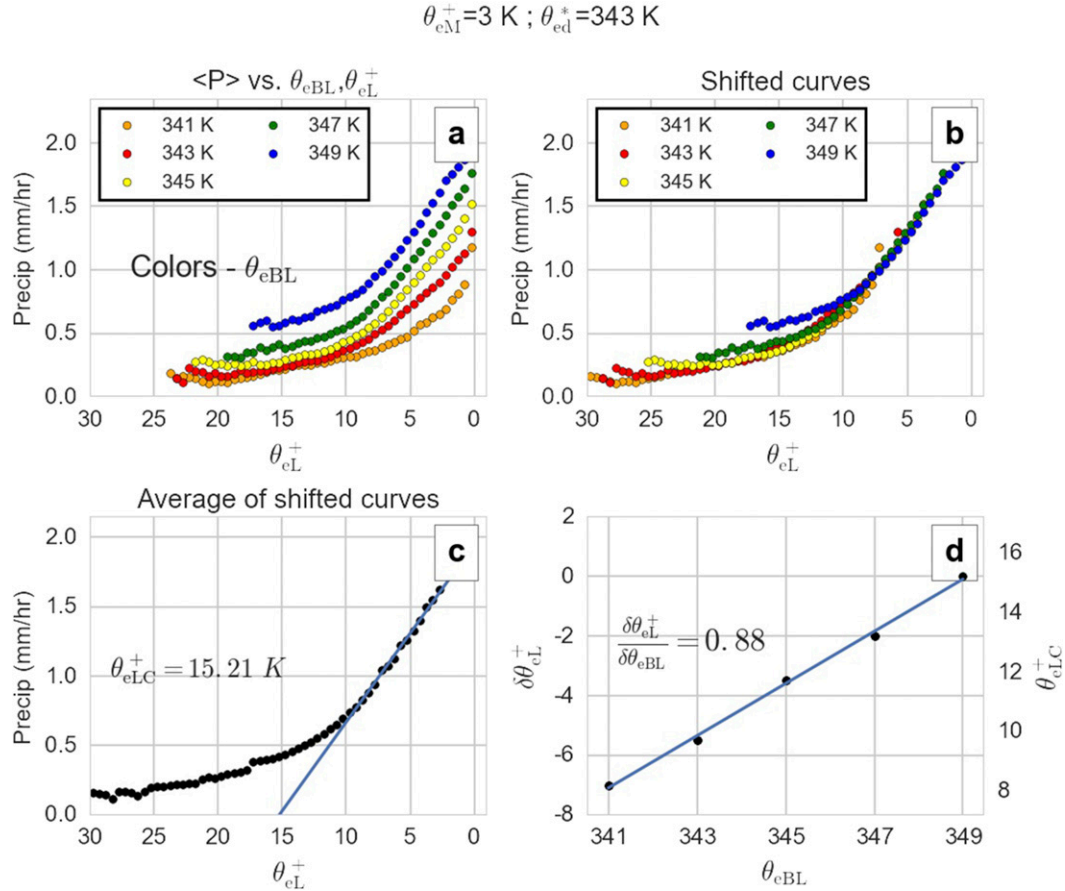 θ⁺eM=3 K ; θ*ed=343 K
<P> vs. θeBL,θ⁺eL
Shifted curves
341 K 347 K
343 K 349 K
345 K
a
Colors - θeBL
Precip (mm/hr)
2.0
1.5
1.0
0.5
0.0
30 25 20 15 10 5 0
θ⁺eL
341 K 347 K
343 K 349 K
345 K
b
Precip (mm/hr)
2.0
1.5
1.0
0.5
0.0
30 25 20 15 10 5 0
θ⁺eL
Average of shifted curves
c
θ⁺eLC = 15.21 K
Precip (mm/hr)
2.0
1.5
1.0
0.5
0.0
30 25 20 15 10 5 0
θ⁺eL
d
δθ⁺eL/δθeBL = 0.88
δθ⁺eL
2
0
-2
-4
-6
-8
341 343 345 347 349
θeBL
16
14
12
10
8
θ⁺eLC